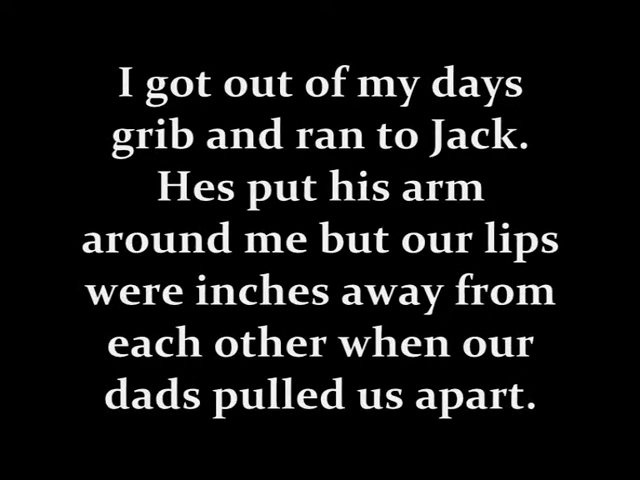 I got out of my days
grib and ran to Jack.
Hes put his arm
around me but our lips
were inches away from
each other when our
dads pulled us apart.